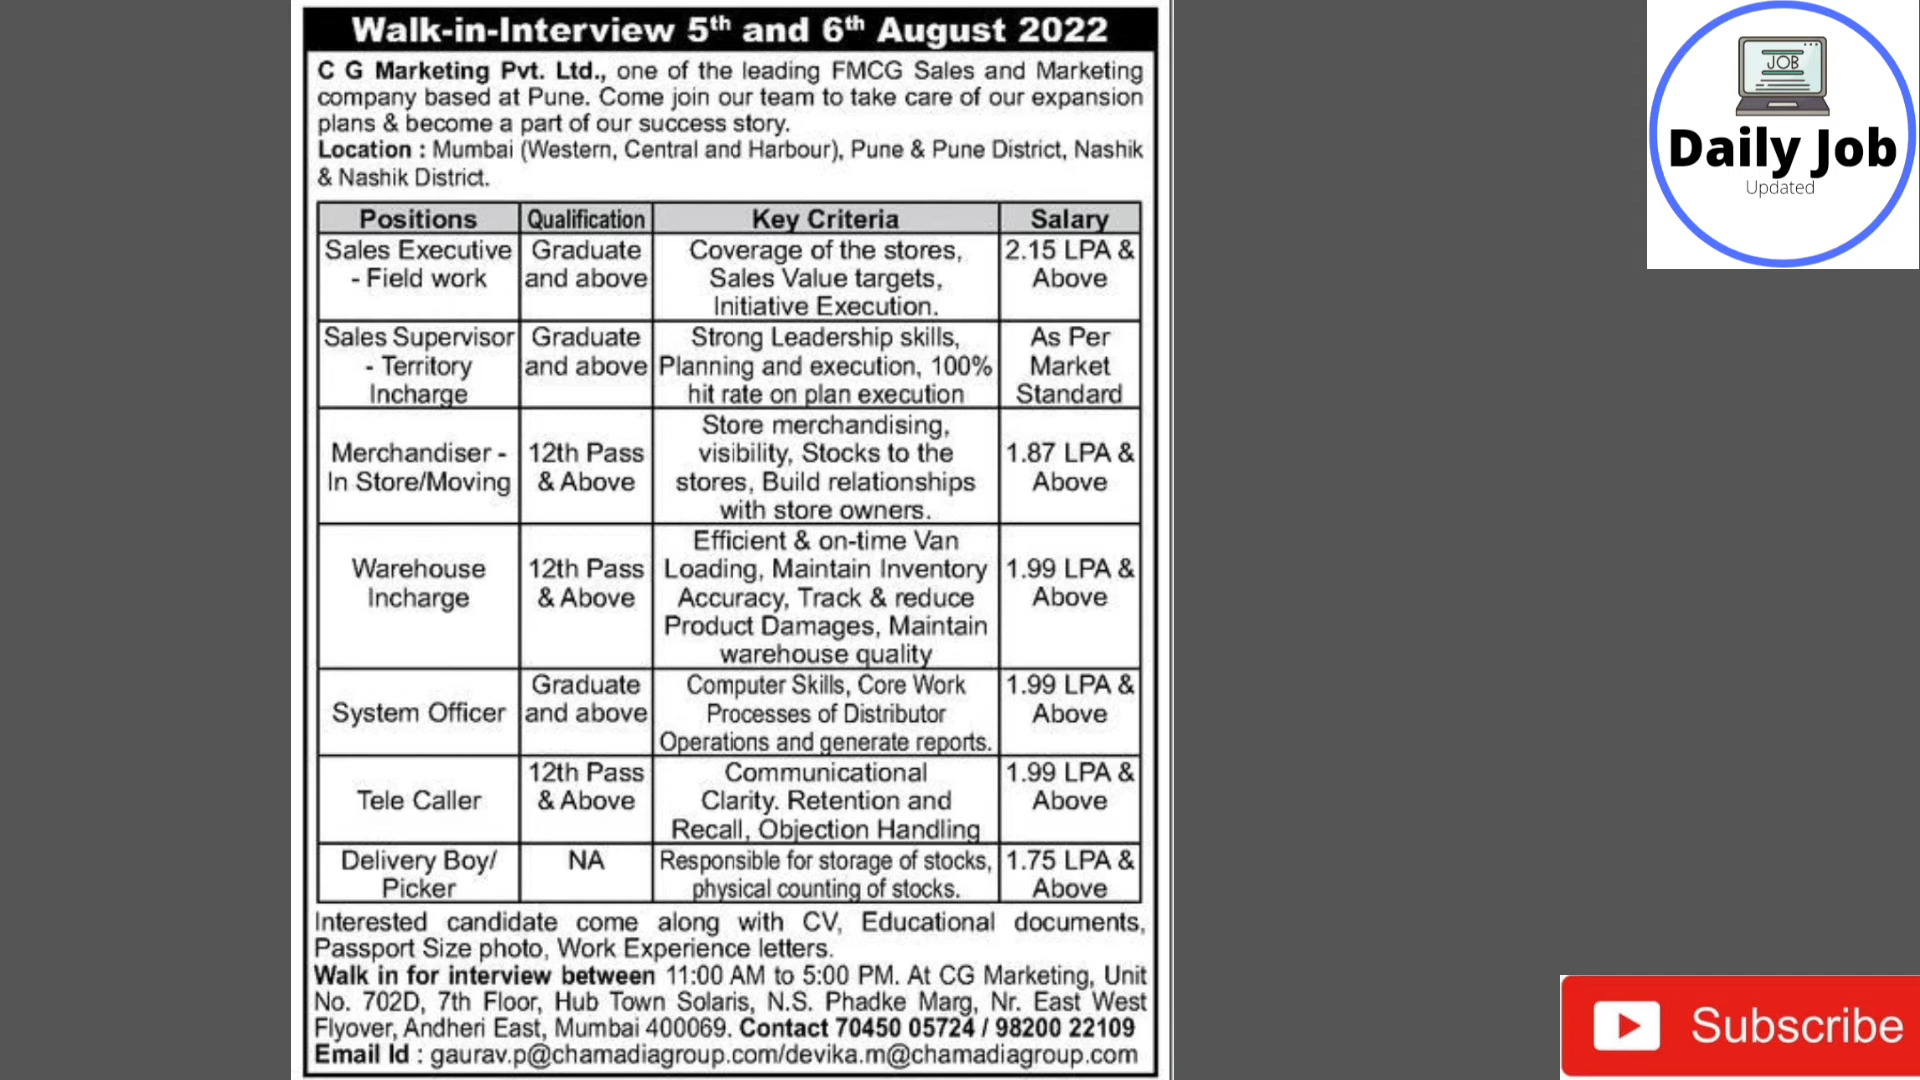 Walk-in-Interview 5th and 6th August 2022
C G Marketing Pvt. Ltd., one of the leading FMCG Sales and Marketing
company based at Pune. Come join our team to take care of our expansion
plans & become a part of our success story.
Location : Mumbai (Western, Central and Harbour), Pune & Pune District, Nashik
& Nashik District.
Positions Qualification Key Criteria Salary
Sales Executive Graduate Coverage of the stores, 2.15 LPA &
- Field work and above Sales Value targets, Above
Initiative Execution.
Sales Supervisor Graduate Strong Leadership skills, As Per
- Territory and above Planning and execution, 100% Market
Incharge hit rate on plan execution Standard
Store merchandising,
Merchandiser - 12th Pass visibility, Stocks to the 1.87 LPA &
In Store/Moving & Above stores, Build relationships Above
with store owners.
Efficient & on-time Van
Warehouse 12th Pass Loading, Maintain Inventory 1.99 LPA &
Incharge & Above Accuracy, Track & reduce Above
Product Damages, Maintain
warehouse quality
Graduate Computer Skills, Core Work 1.99 LPA &
System Officer and above Processes of Distributor Above
Operations and generate reports.
12th Pass Communicational 1.99 LPA &
Tele Caller & Above Clarity. Retention and Above
Recall, Objection Handling
Delivery Boy/ NA Responsible for storage of stocks, 1.75 LPA &
Picker physical counting of stocks. Above
Interested candidate come along with CV, Educational documents,
Passport Size photo, Work Experience letters.
Walk in for interview between 11:00 AM to 5:00 PM. At CG Marketing, Unit
No. 702D, 7th Floor, Hub Town Solaris, N.S. Phadke Marg, Nr. East West
Flyover, Andheri East, Mumbai 400069. Contact 70450 05724 / 98200 22109
Email Id : gaurav.p@chamadiagroup.com/devika.m@chamadiagroup.com
JOB
Daily Job
Updated
Subscribe